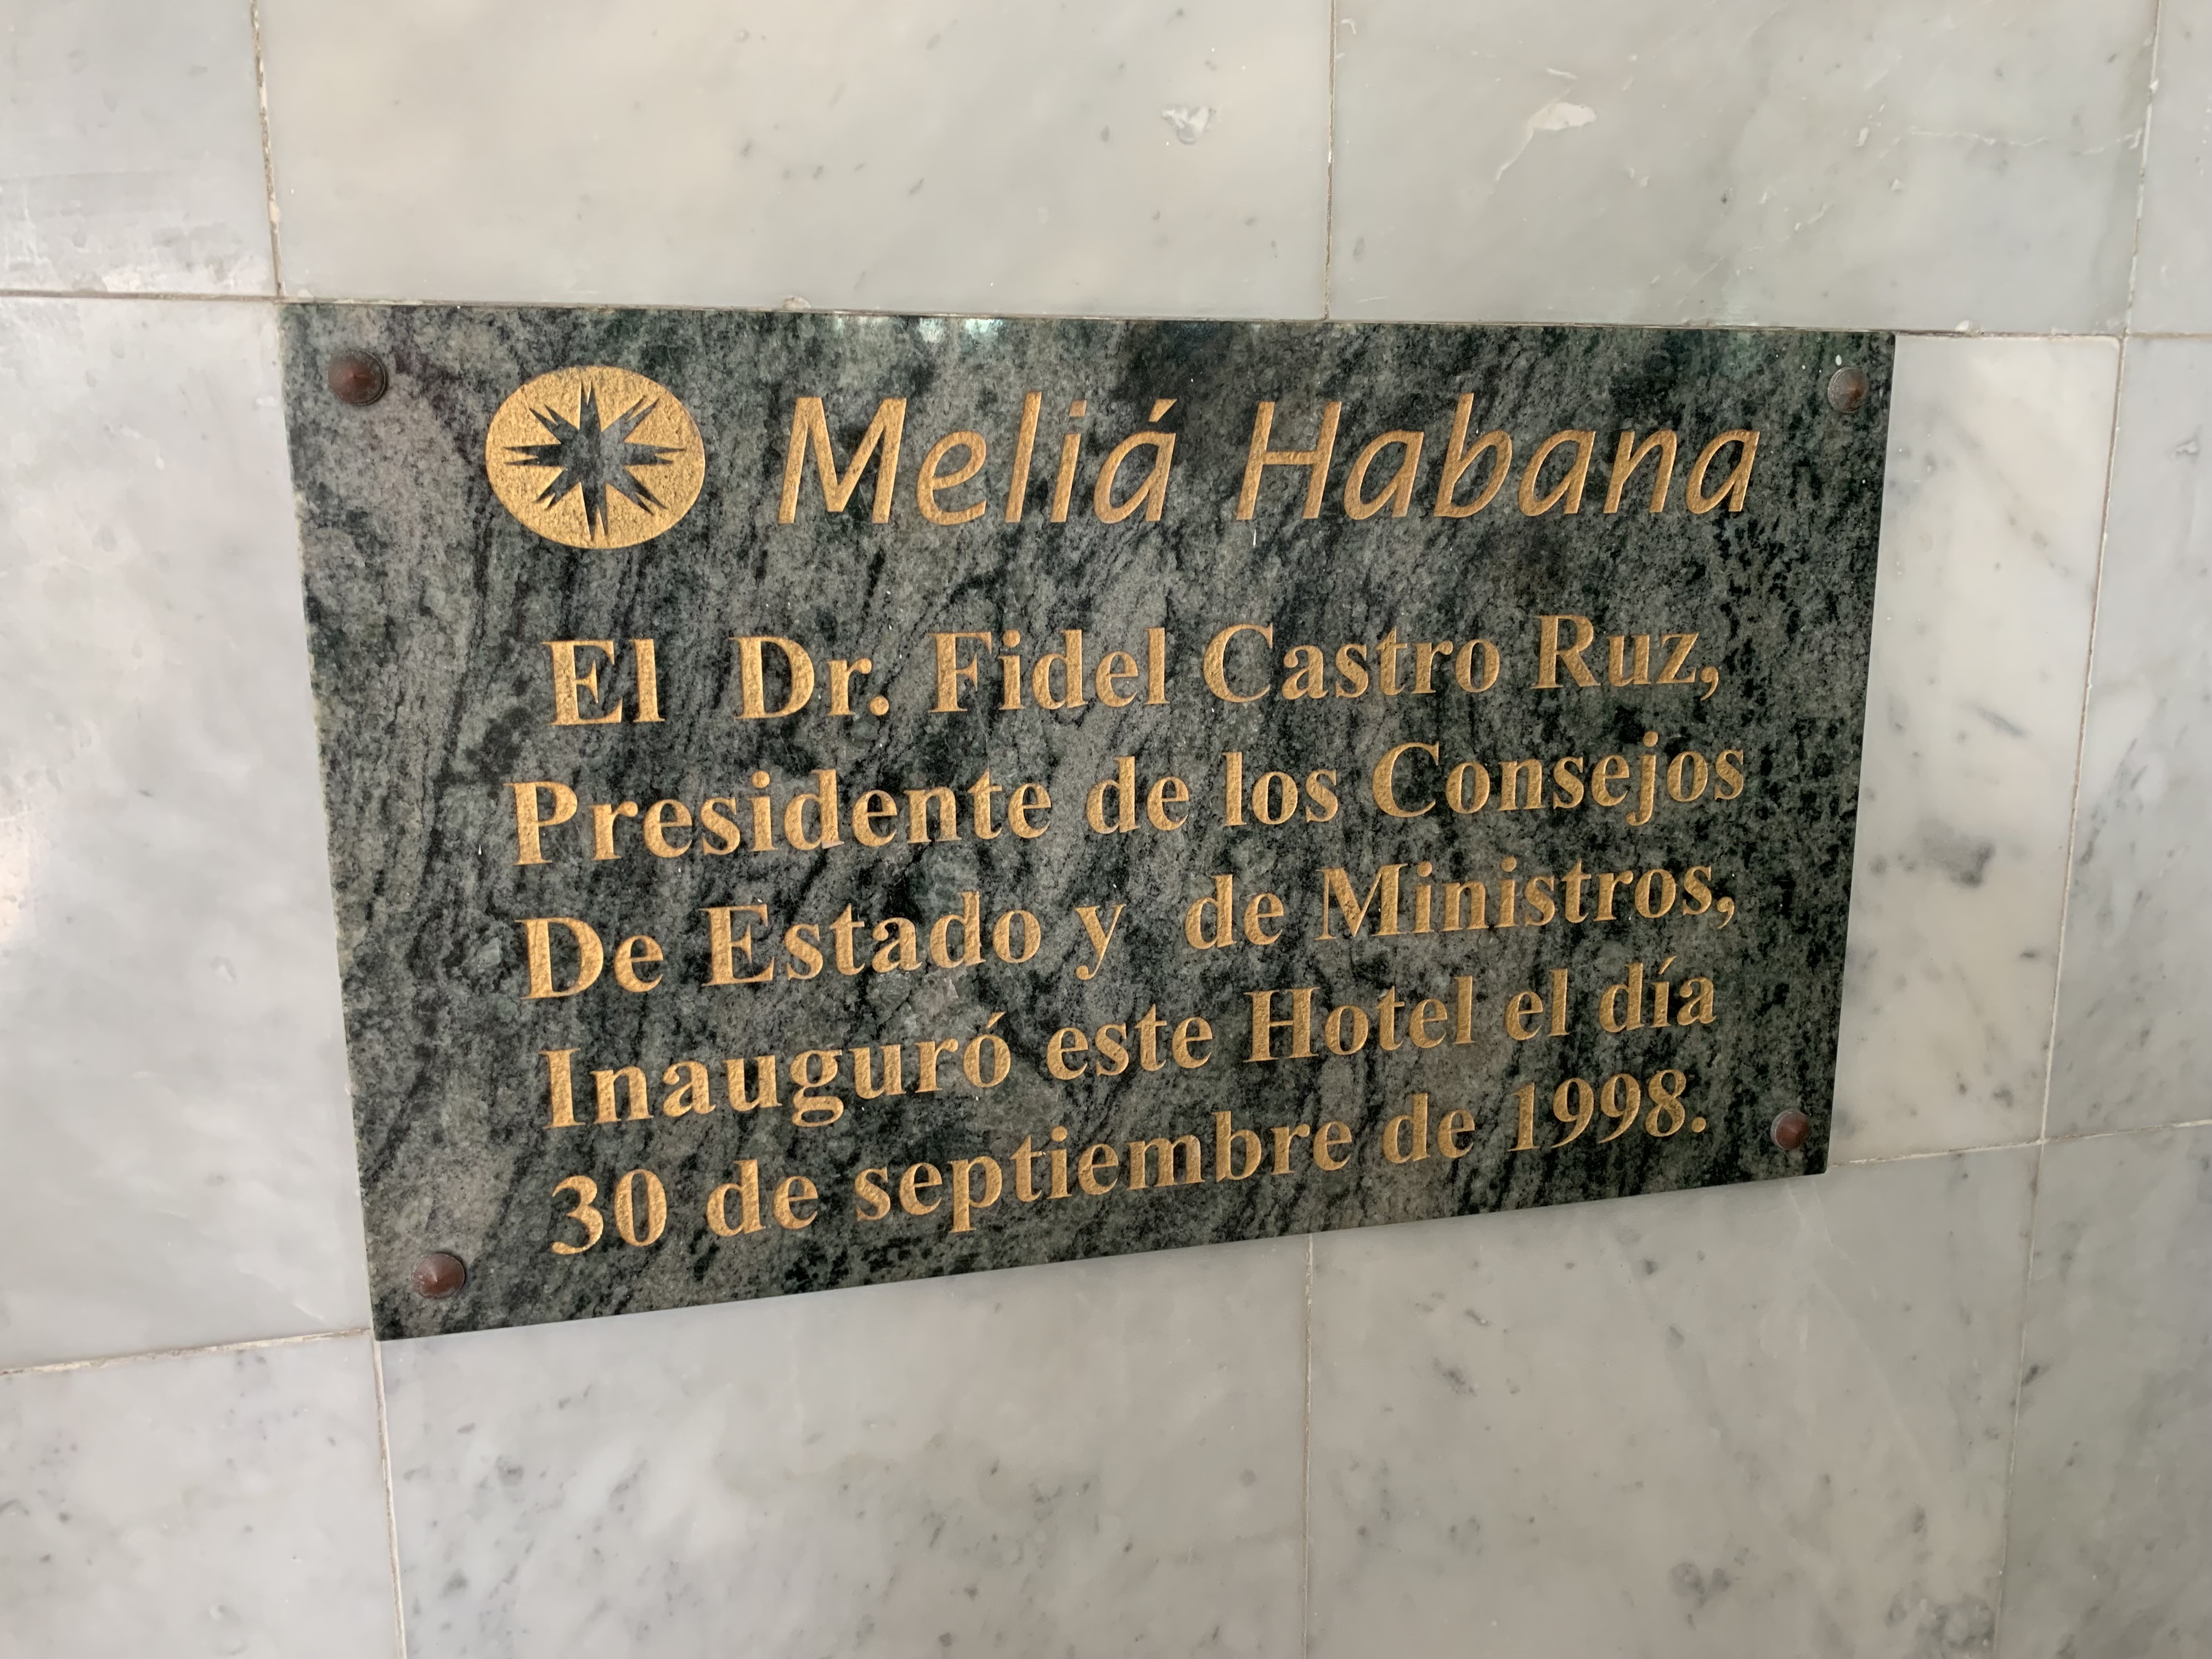 Meliá Habana
El Dr. Fidel Castro Ruz,
Presidente de los Consejos
De Estado y de Ministros,
Inauguró este Hotel el día
30 de septiembre de 1998.